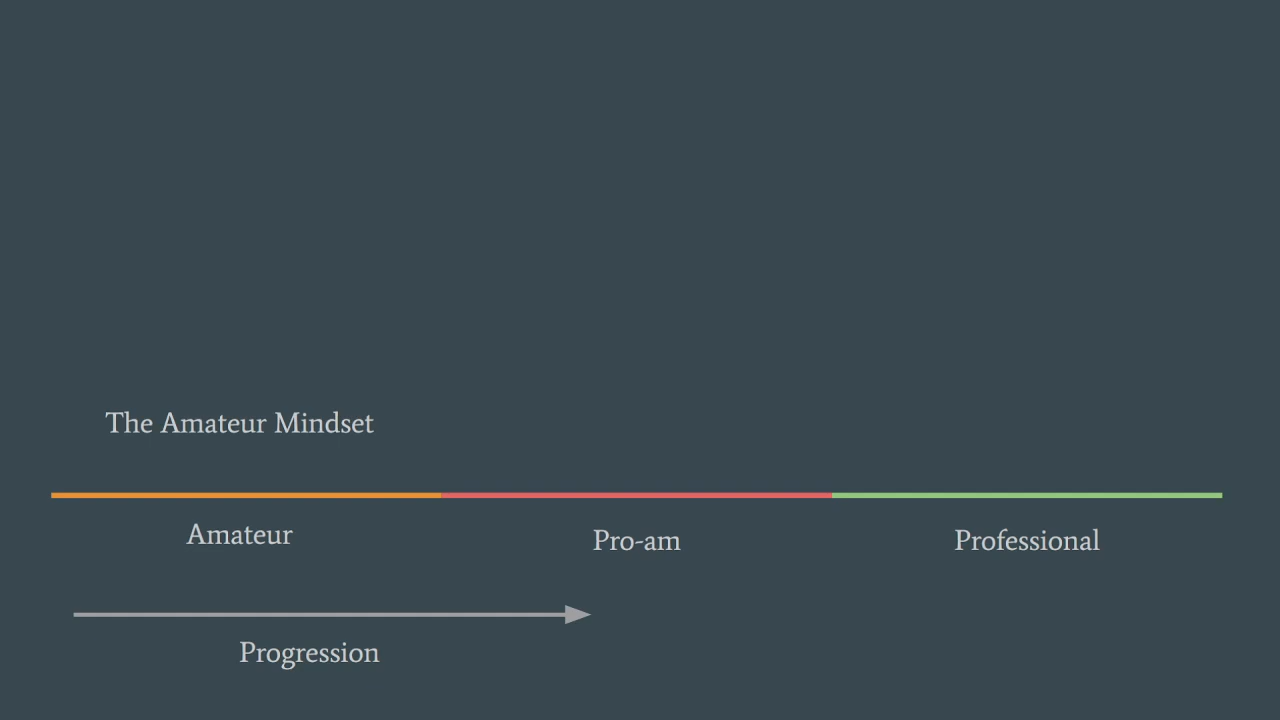 The Amateur Mindset
Amateur
Pro-am
Professional
Progression